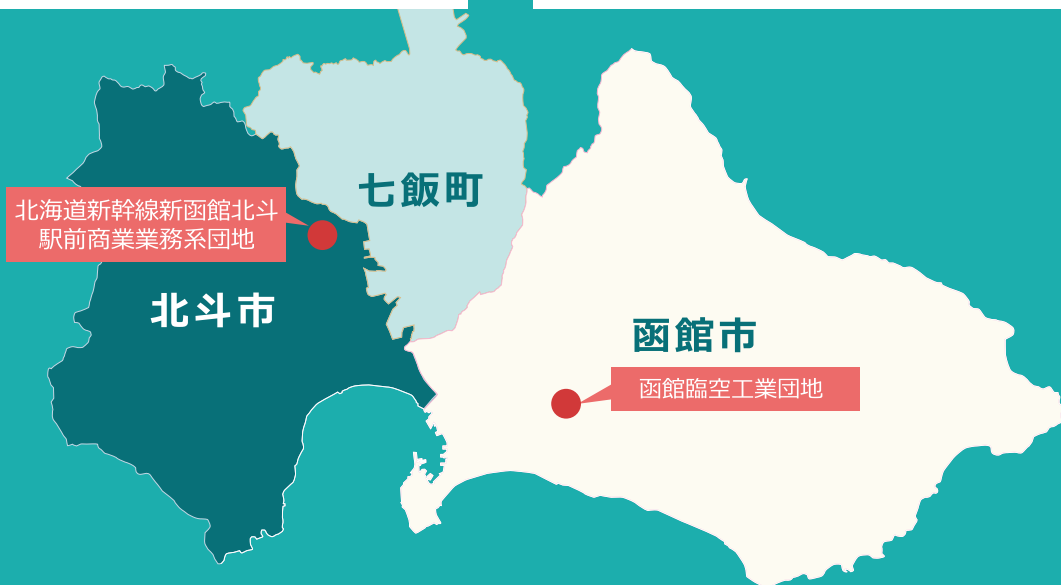 七飯町
北海道新幹線新函館北斗
駅前商業業務系団地
北斗市
函館市
函館臨空工業団地